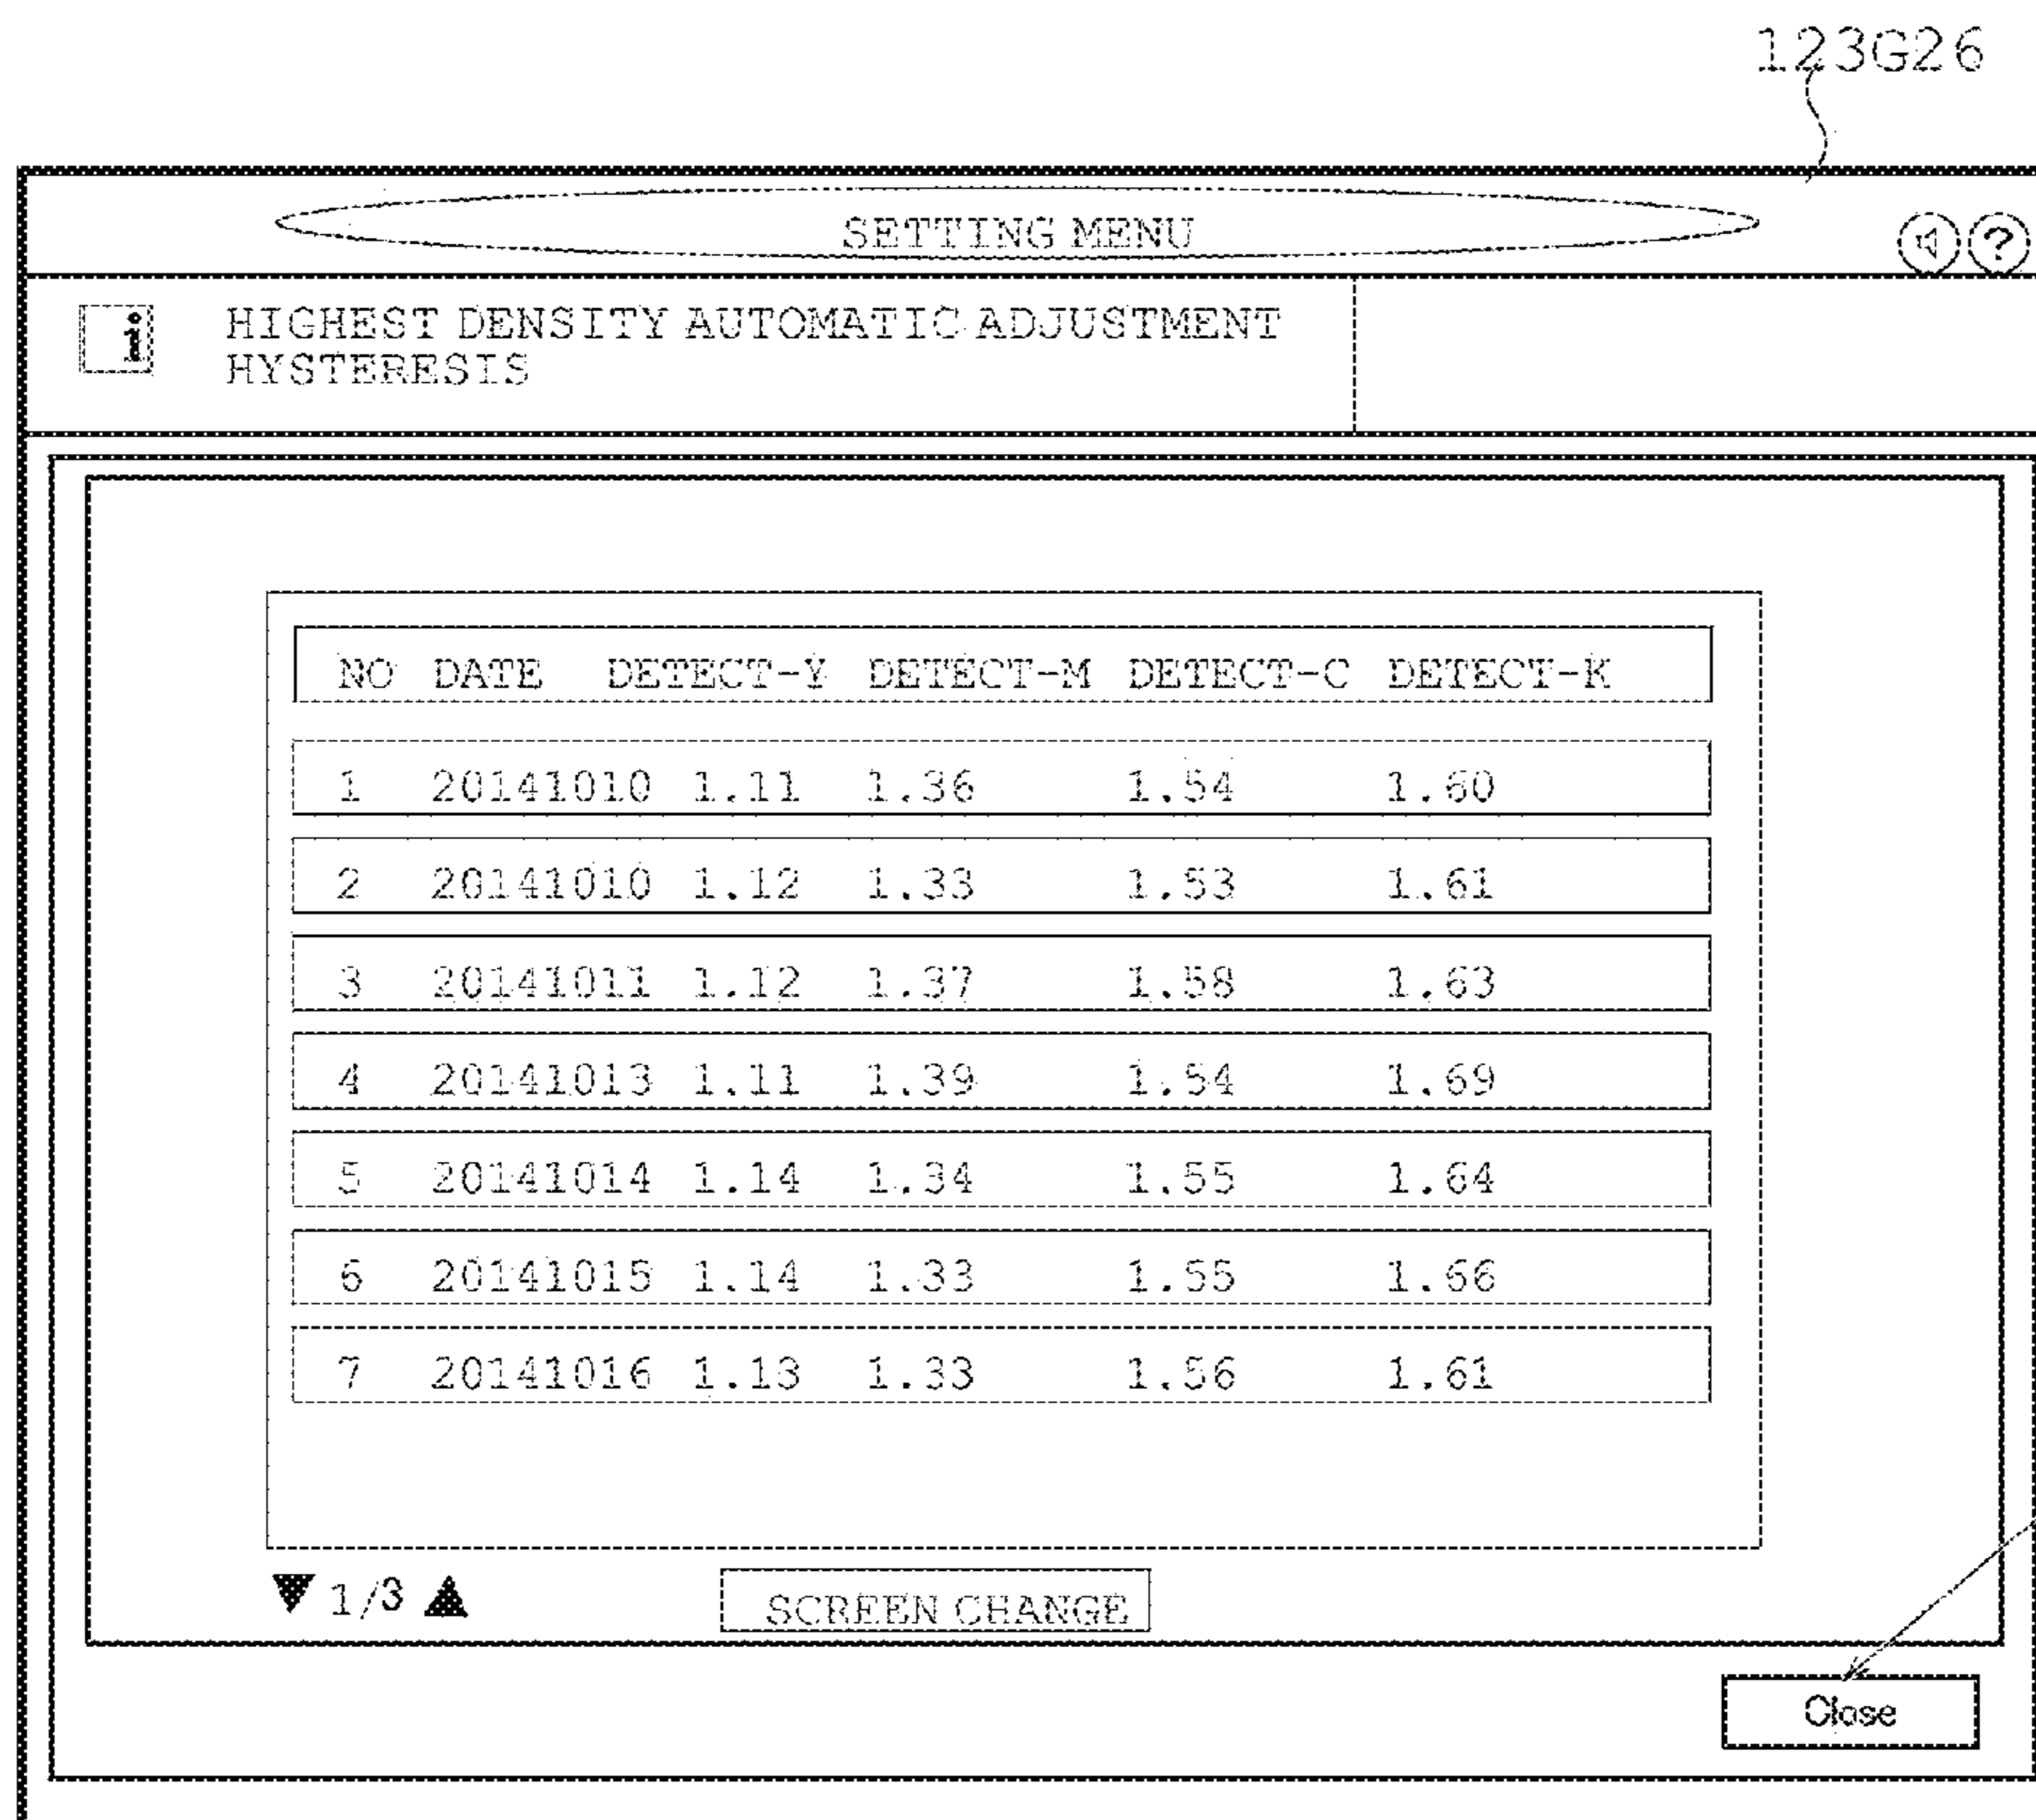 123G26
SETTING MENU
?
i HIGHEST DENSITY AUTOMATIC ADJUSTMENT
HYSTERESIS
NO DATE DETECT-Y DETECT-M DETECT-C DETECT-K
1 20141010 1.11 1.36 1.54 1.60
2 20141010 1.12 1.33 1.53 1.61
3 20141011 1.12 1.37 1.58 1.63
4 20141013 1.11 1.39 1.54 1.69
5 20141014 1.14 1.34 1.55 1.64
6 20141015 1.14 1.33 1.55 1.66
7 20141016 1.13 1.33 1.56 1.61
▼ 1/3 ▲ SCREEN CHANGE
Close